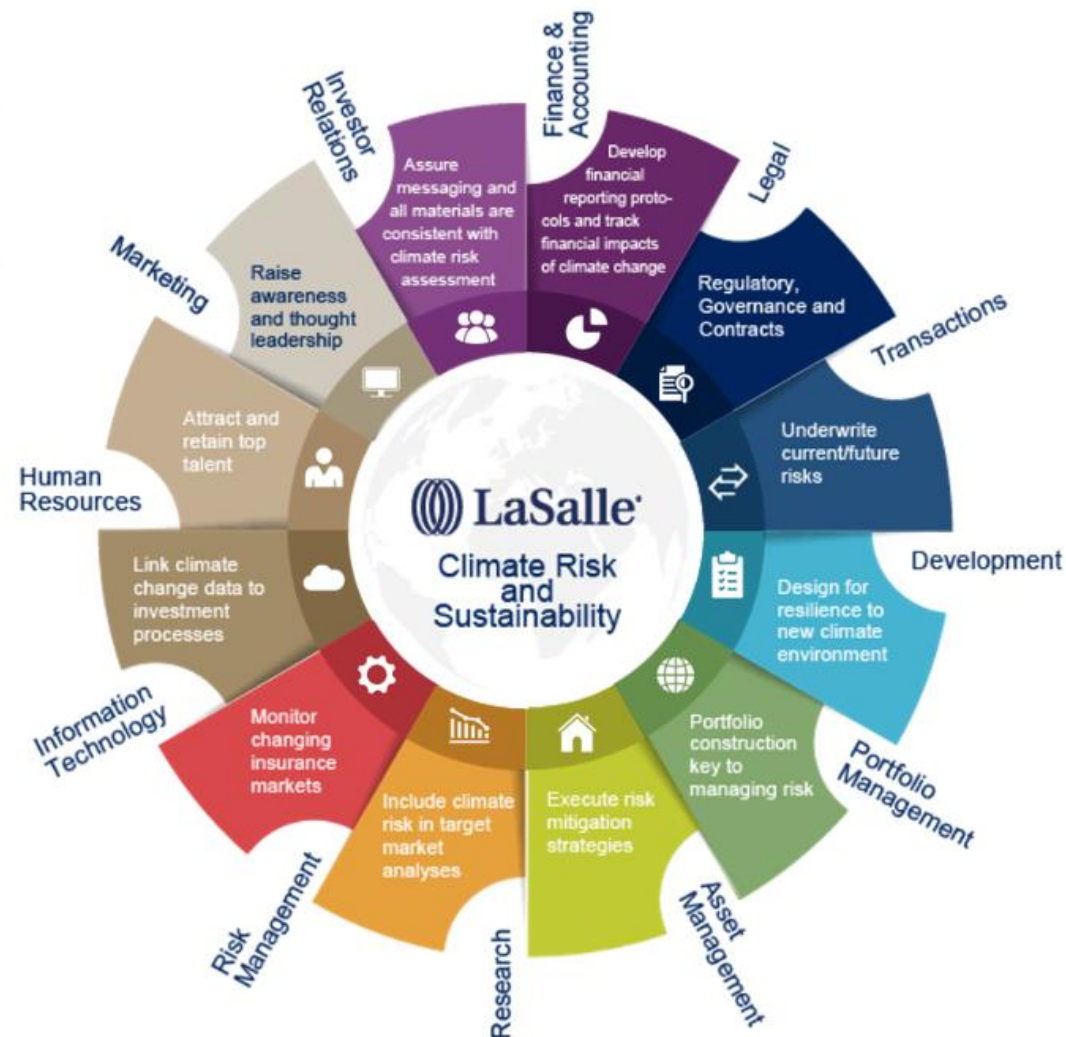 Finance &
Accounting
Develop
financial
reporting proto-
cols and track
financial impacts
of climate change
Legal
Regulatory,
Governance and
Contracts
Transactions
Underwrite
current/future
risks
Development
Design for
resilience to
new climate
environment
Portfolio
Management
Portfolio
construction
key to
managing risk
Asset
Management
Execute risk
mitigation
strategies
Research
Include climate
risk in target
market
analyses
Risk
Management
Monitor
changing
insurance
markets
Information
Technology
Link climate
change data to
investment
processes
Human
Resources
Attract and
retain top
talent
Marketing
Raise
awareness
and thought
leadership
Investor
Relations
Assure
messaging and
all materials are
consistent with
climate risk
assessment
LaSalle
Climate Risk
and
Sustainability